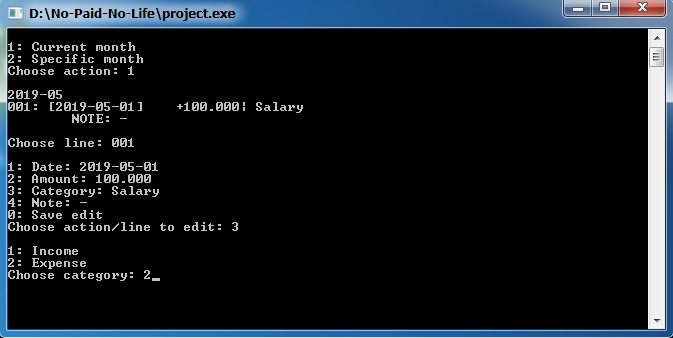 D:\No-Paid-No-Life\project.exe
1: Current month
2: Specific month
Choose action: 1
2019-05
001: [2019-05-01]    +100.000¦ Salary
NOTE: -
Choose line: 001
1: Date: 2019-05-01
2: Amount: 100.000
3: Category: Salary
4: Note: -
0: Save edit
Choose action/line to edit: 3
1: Income
2: Expense
Choose category: 2_